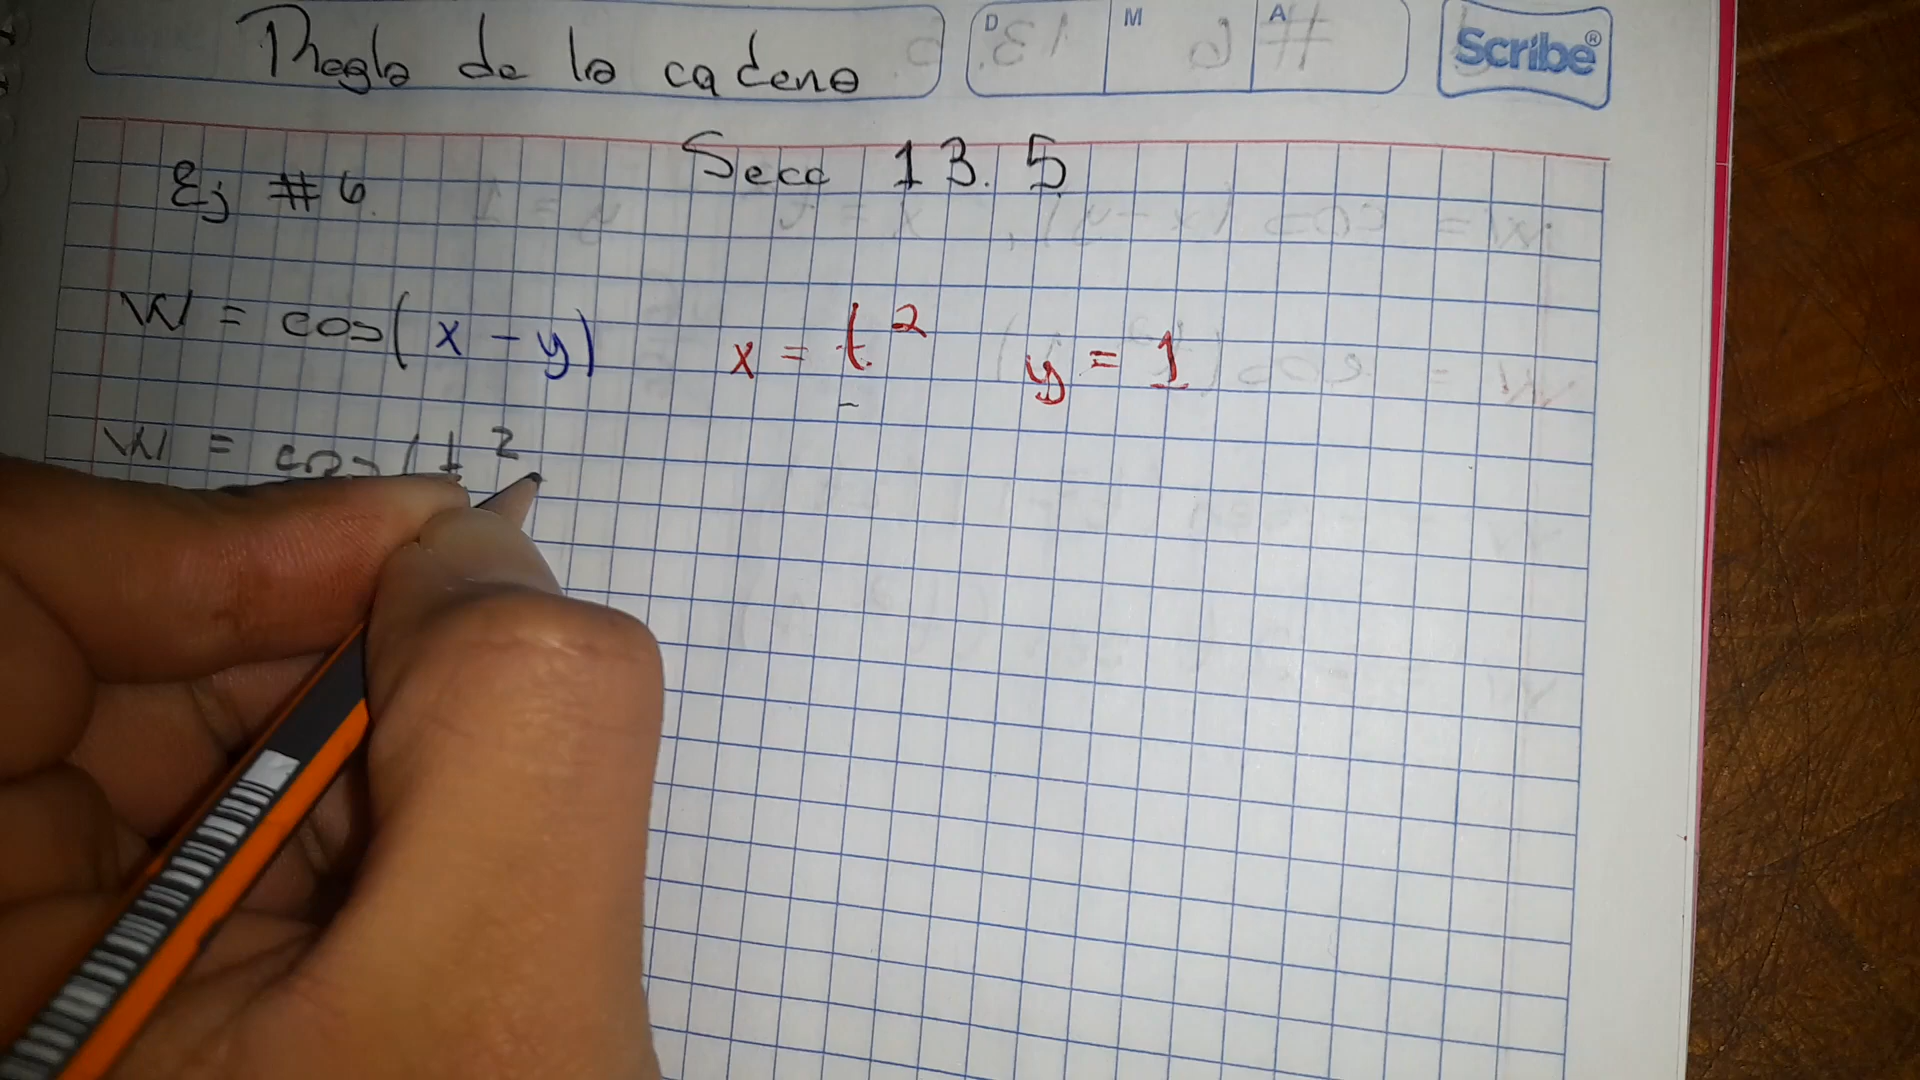 Regla de la cadena
D M A
Scribe®
Secc 13.5
Ej #6.
W = cos(x - y) x = t² y = 1
W = cos(t²